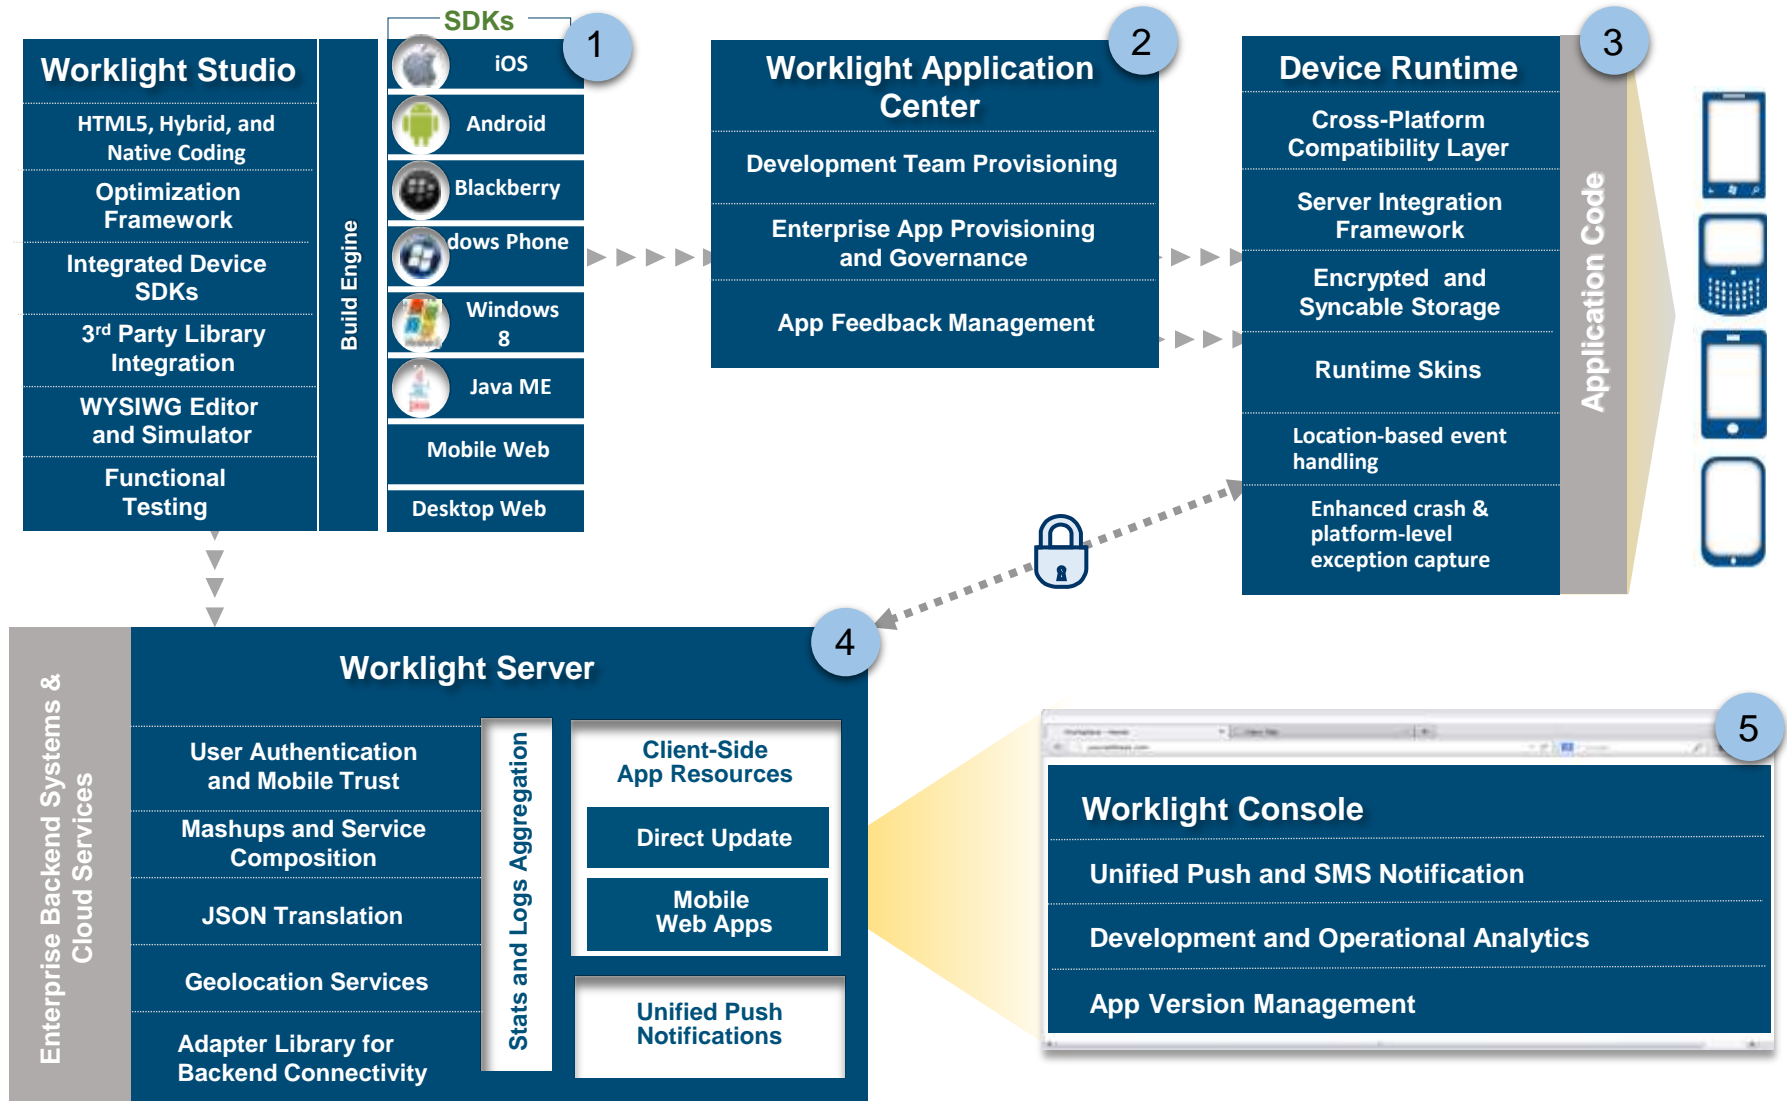 SDKs
1
Worklight Studio
HTML5, Hybrid, and
Native Coding
Optimization
Framework
Integrated Device
SDKs
3rd Party Library
Integration
WYSIWG Editor
and Simulator
Functional
Testing
Build Engine
iOS
Android
Blackberry
dows Phone
Windows
8
Java ME
Mobile Web
Desktop Web
2
Worklight Application
Center
Development Team Provisioning
Enterprise App Provisioning
and Governance
App Feedback Management
3
Device Runtime
Cross-Platform
Compatibility Layer
Server Integration
Framework
Encrypted and
Syncable Storage
Runtime Skins
Location-based event
handling
Enhanced crash &
platform-level
exception capture
Application Code
4
Enterprise Backend Systems &
Cloud Services
Worklight Server
User Authentication
and Mobile Trust
Mashups and Service
Composition
JSON Translation
Geolocation Services
Adapter Library for
Backend Connectivity
Stats and Logs Aggregation
Client-Side
App Resources
Direct Update
Mobile
Web Apps
Unified Push
Notifications
5
Worklight Console
Unified Push and SMS Notification
Development and Operational Analytics
App Version Management